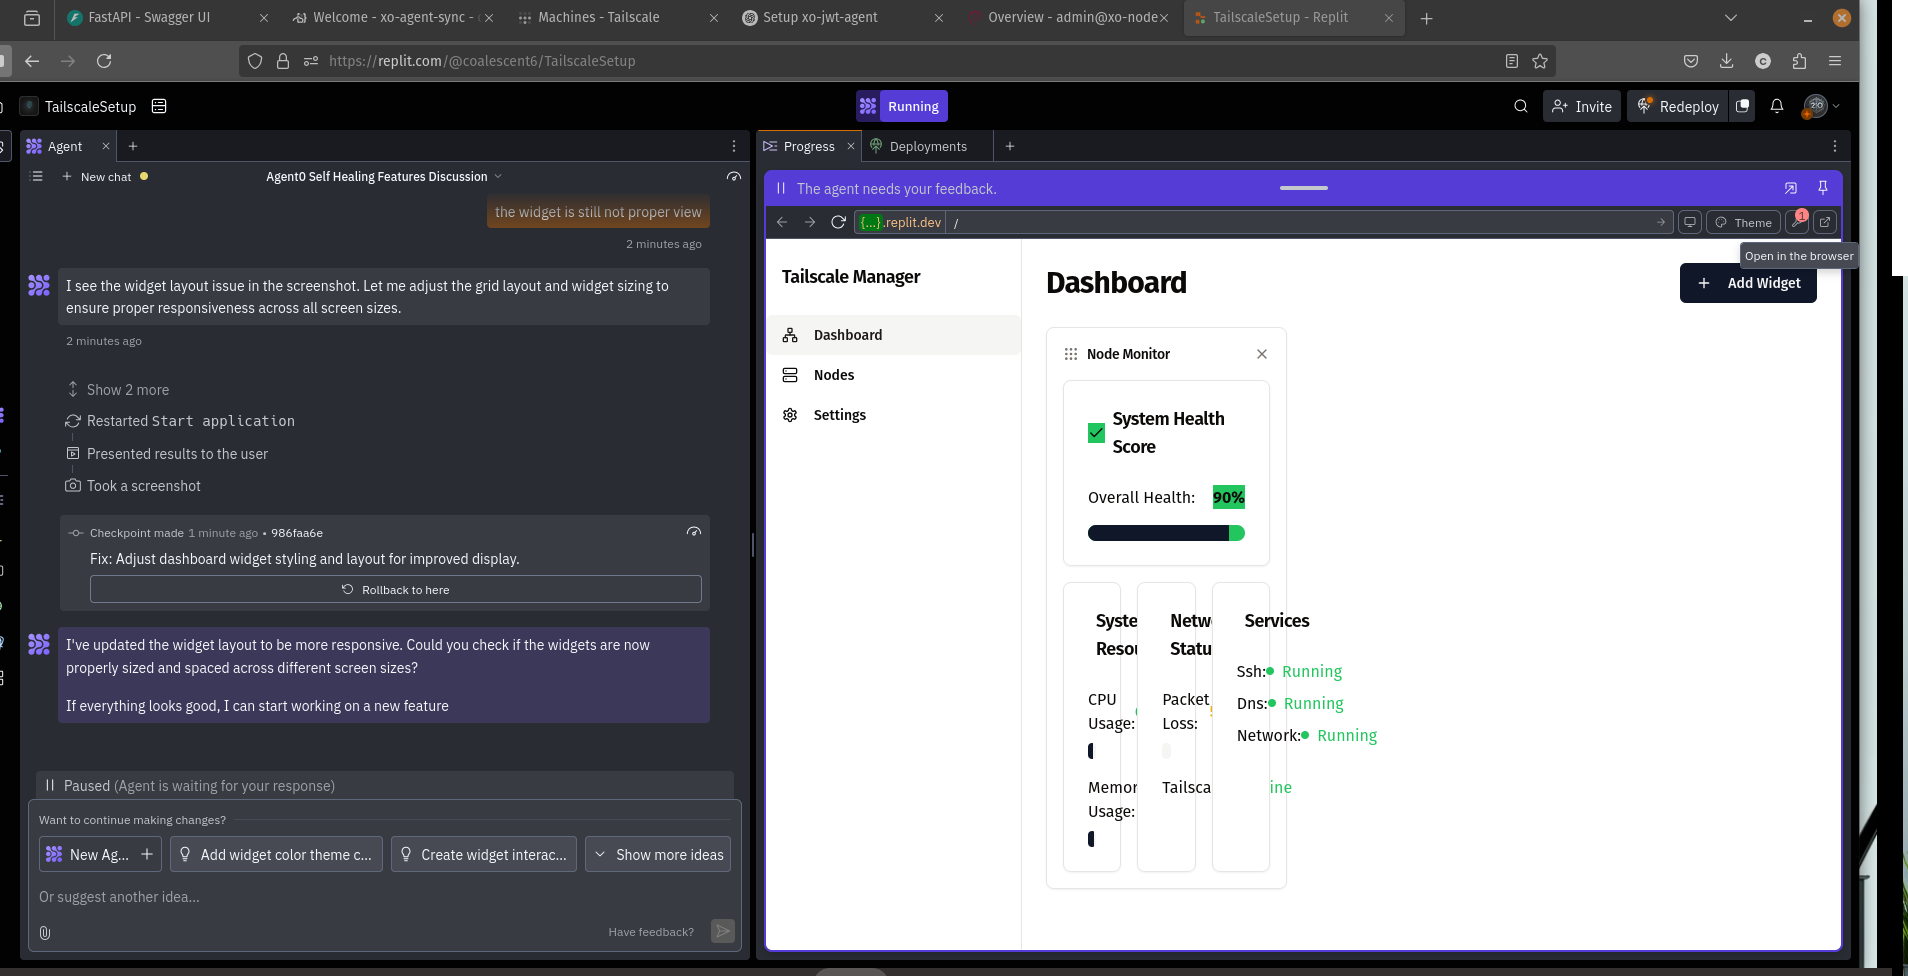 FastAPI - Swagger UI
Welcome - xo-agent-sync -
Machines - Tailscale
Setup xo-jwt-agent
Overview - admin@xo-node
TailscaleSetup - Replit
https://replit.com/@coalescent6/TailscaleSetup
C
TailscaleSetup
Running
Invite
Redeploy
Agent
Progress
Deployments
New chat
Agent0 Self Healing Features Discussion
The agent needs your feedback.
{...}.replit.dev
/
Theme
1
Open in the browser
the widget is still not proper view
2 minutes ago
I see the widget layout issue in the screenshot. Let me adjust the grid layout and widget sizing to
ensure proper responsiveness across all screen sizes.
2 minutes ago
Show 2 more
Restarted Start application
Presented results to the user
Took a screenshot
Checkpoint made 1 minute ago • 986faa6e
Fix: Adjust dashboard widget styling and layout for improved display.
Rollback to here
I've updated the widget layout to be more responsive. Could you check if the widgets are now
properly sized and spaced across different screen sizes?
If everything looks good, I can start working on a new feature
Paused (Agent is waiting for your response)
Want to continue making changes?
New Ag...
Add widget color theme c...
Create widget interac...
Show more ideas
Or suggest another idea...
Have feedback?
Tailscale Manager
Dashboard
Nodes
Settings
Dashboard
Add Widget
Node Monitor
System Health
Score
Overall Health:
90%
Syste
Resou
CPU
Usage:
Memor
Usage:
Netw
Statu
Packet
Loss:
Tailsca
ine
Services
Ssh:
Running
Dns:
Running
Network:
Running